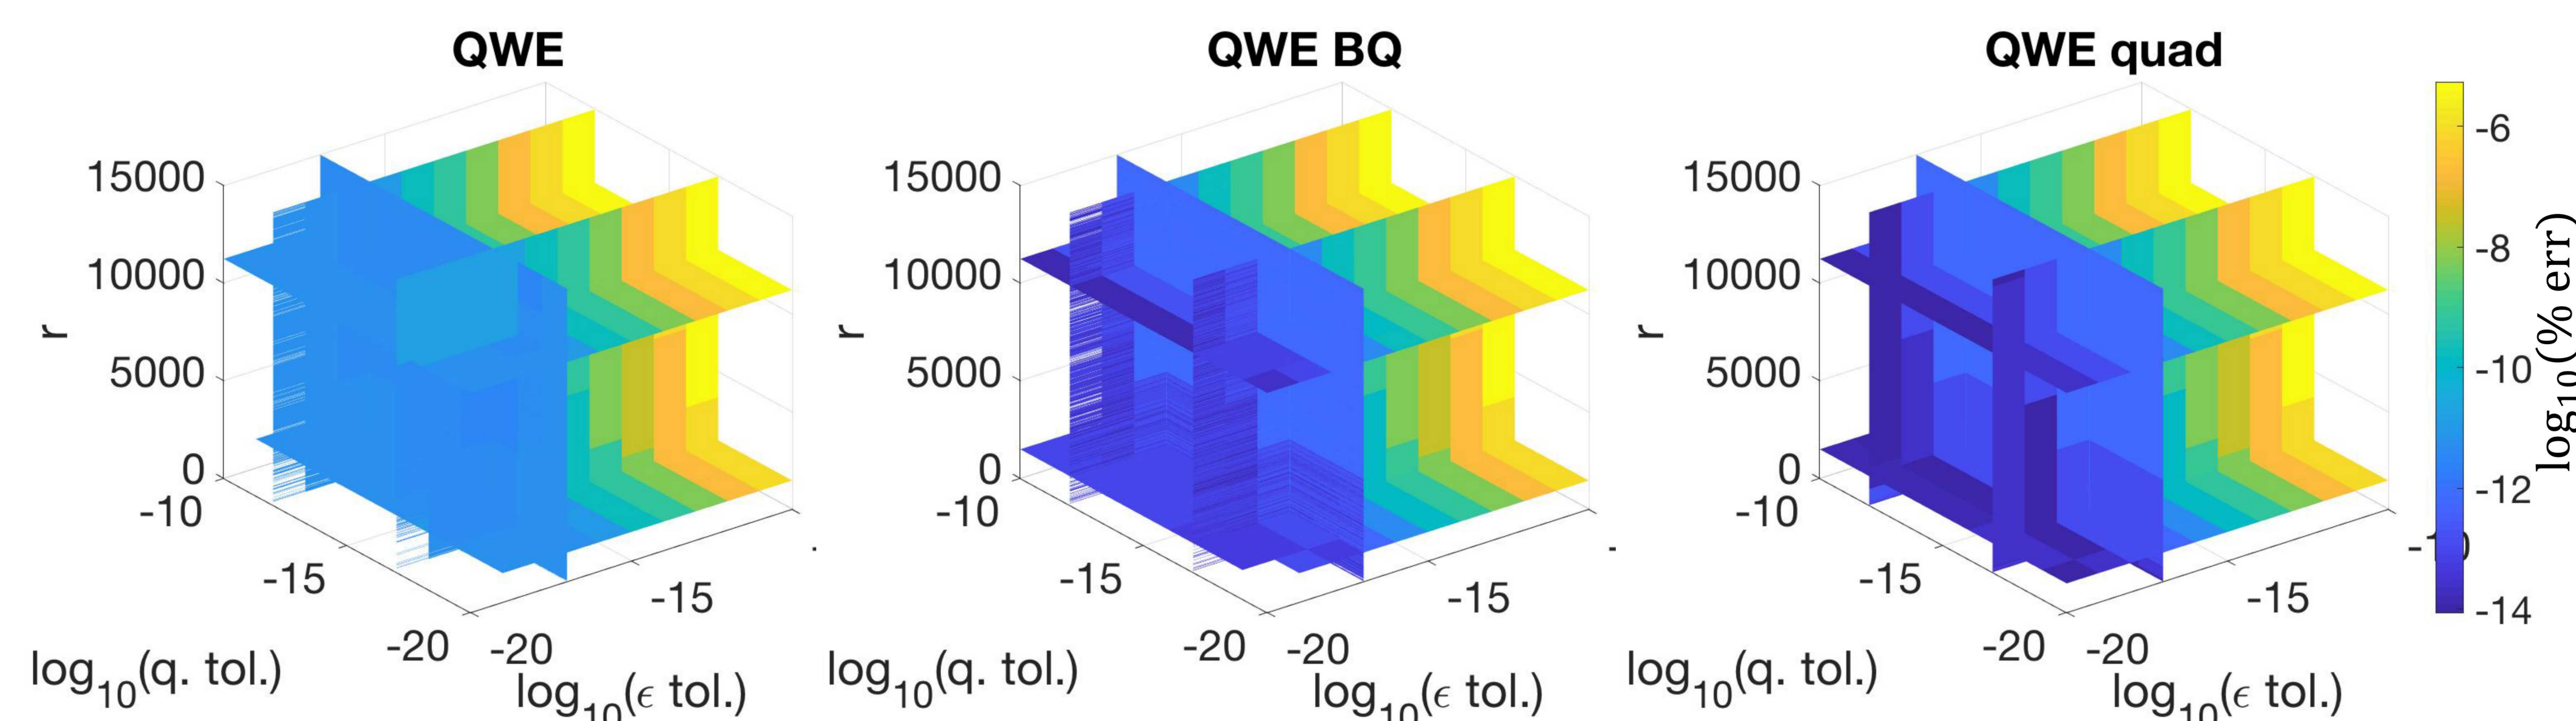 QWE
15000
10000
5000
0
r
-10
-15
-20
log10(q. tol.)
-20
-15
log10(ϵ tol.)
QWE BQ
15000
10000
5000
0
r
-10
-15
-20
log10(q. tol.)
-20
-15
log10(ϵ tol.)
QWE quad
15000
10000
5000
0
r
-10
-15
-20
log10(q. tol.)
-20
-15
-10
log10(ϵ tol.)
-6
-8
-10
-12
-14
log10(% err)